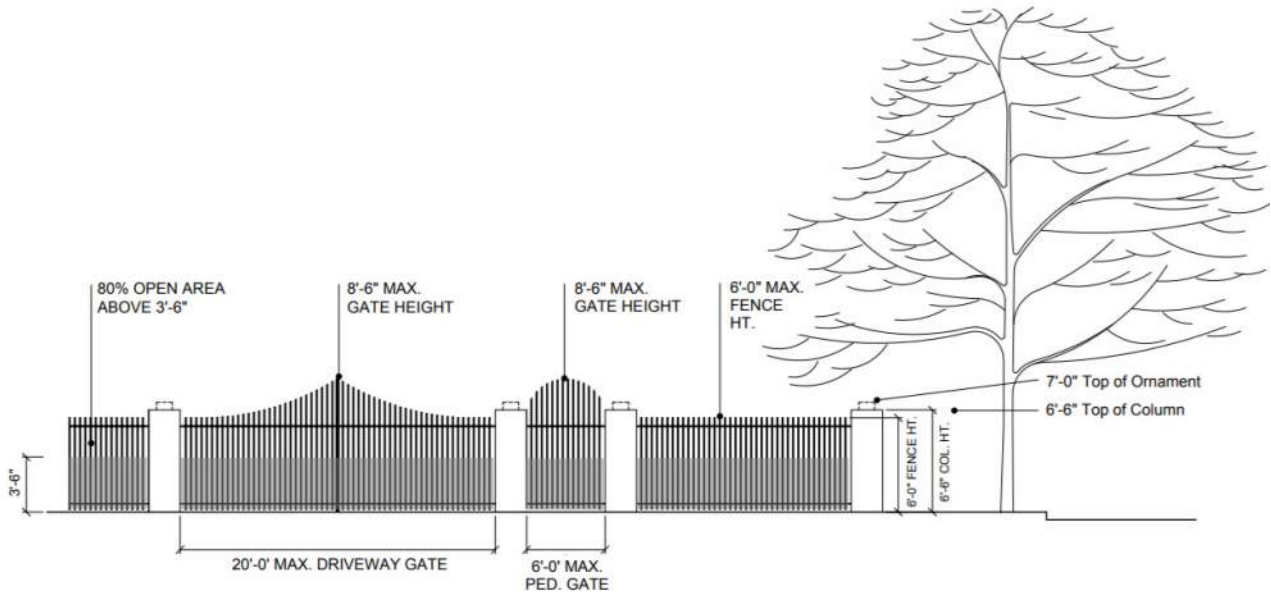 80% OPEN AREA
ABOVE 3'-6"
8'-6" MAX.
GATE HEIGHT
8'-6" MAX.
GATE HEIGHT
6'-0" MAX.
FENCE
HT.
7'-0" Top of Ornament
6'-6" Top of Column
3'-6"
6'-0" FENCE HT.
6'-6" COL. HT.
20'-0' MAX. DRIVEWAY GATE
6'-0' MAX.
PED. GATE